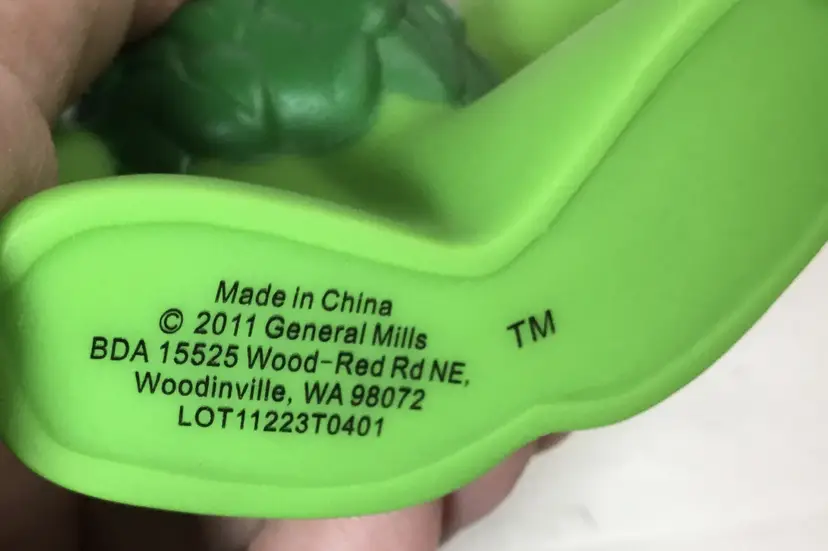 Made in China
© 2011 General Mills
BDA 15525 Wood-Red Rd NE,
Woodinville, WA 98072
LOT11223T0401
TM